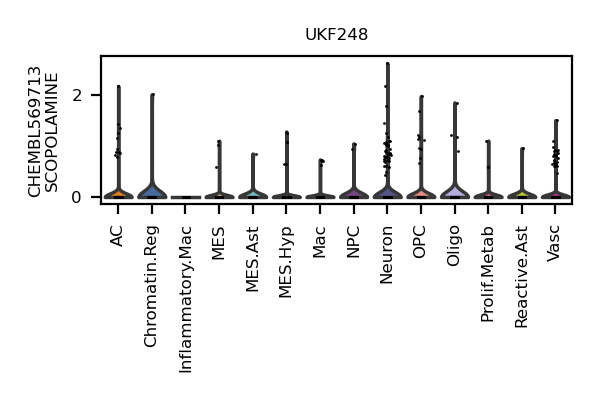 UKF248
CHEMBL569713
SCOPOLAMINE
2
0
AC
Chromatin.Reg
Inflammatory.Mac
MES
MES.Ast
MES.Hyp
Mac
NPC
Neuron
OPC
Oligo
Prolif.Metab
Reactive.Ast
Vasc